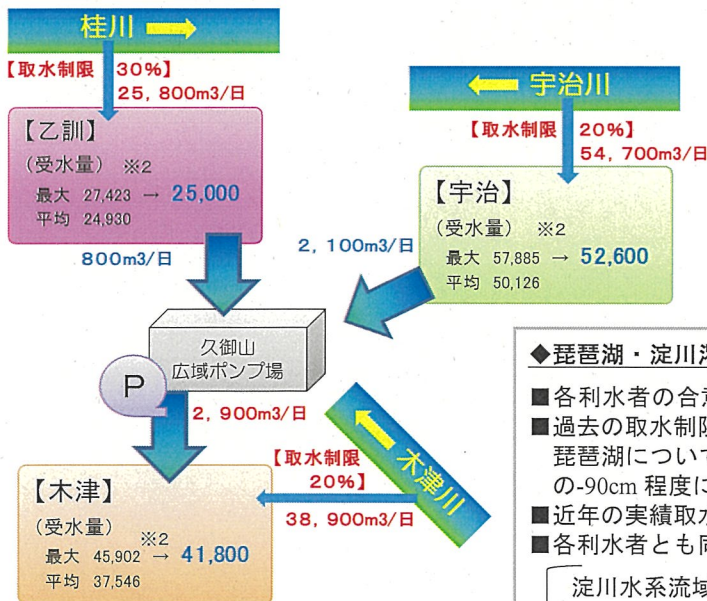 桂川
【取水制限 30%】
25, 800m3/日
【乙訓】
(受水量) ※2
最大 27,423 → 25,000
平均 24,930
800m3/日
宇治川
【取水制限 20%】
54, 700m3/日
【宇治】
(受水量) ※2
最大 57,885 → 52,600
平均 50,126
2, 100m3/日
久御山
広域ポンプ場
P
2, 900m3/日
木津川
【取水制限
20%】
38, 900m3/日
【木津】
(受水量) ※2
最大 45,902 → 41,800
平均 37,546
◆琵琶湖・淀川
■各利水者の合
■過去の取水制限
琵琶湖につい
の-90cm 程度に
■近年の実績取
■各利水者とも
淀川水系流域